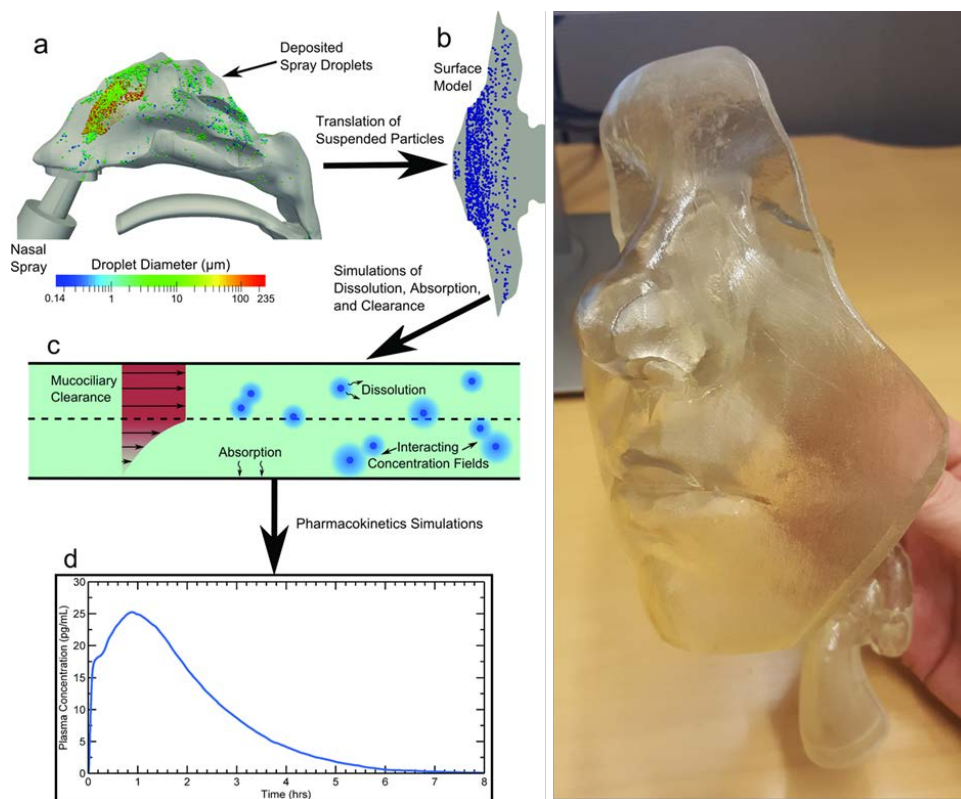 a
Deposited
Spray Droplets
b
Surface
Model
Translation of
Suspended Particles
Nasal
Spray
Droplet Diameter (µm)
0.14 1 10 100 235
Simulations of
Dissolution, Absorption,
and Clearance
c
Mucociliary
Clearance
Dissolution
Absorption
Interacting
Concentration Fields
Pharmacokinetics Simulations
d
Plasma Concentration (pg/mL)
30
25
20
15
10
5
0
0 1 2 3 4 5 6 7 8
Time (hrs)